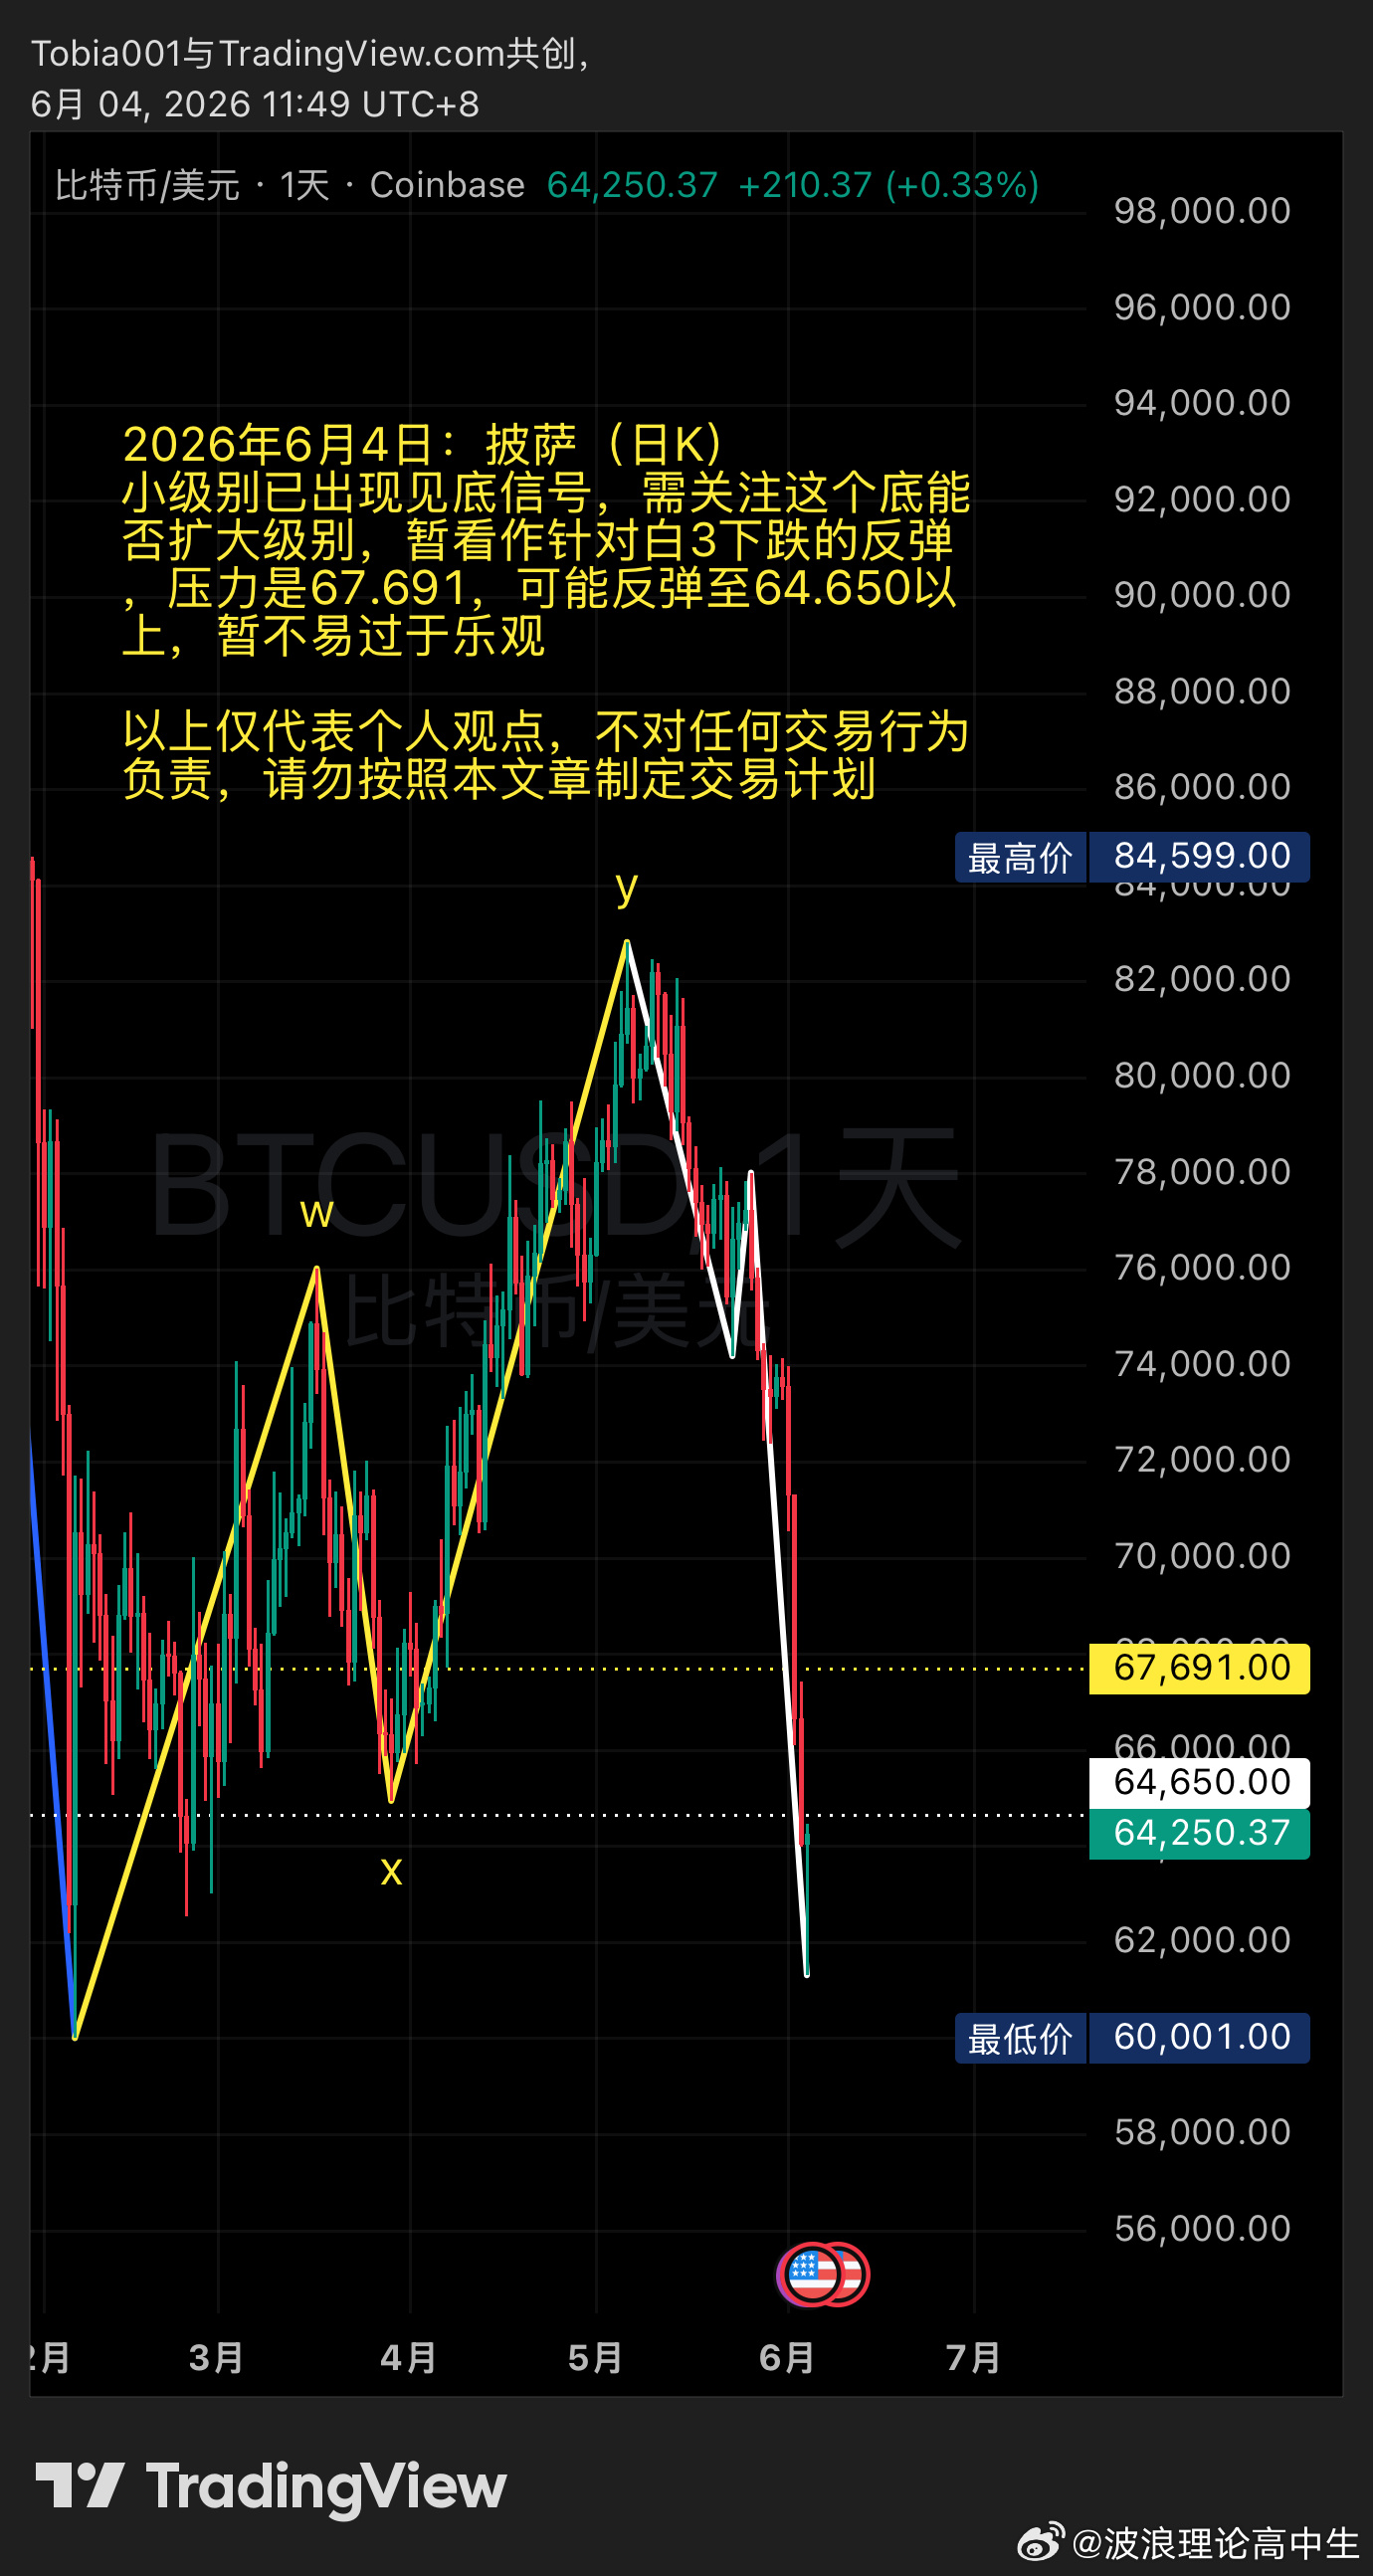 Tobia001与TradingView.com共创,
6月 04, 2026 11:49 UTC+8
比特币/美元 · 1天 · Coinbase 64,250.37 +210.37 (+0.33%)
98,000.00
96,000.00
94,000.00
2026年6月4日：披萨（日K）
小级别已出现见底信号，需关注这个底能
否扩大级别，暂看作针对白3下跌的反弹
，压力是67.691，可能反弹至64.650以
上，暂不易过于乐观
以上仅代表个人观点，不对任何交易行为
负责，请勿按照本文章制定交易计划
92,000.00
90,000.00
88,000.00
86,000.00
最高价 84,599.00
84,000.00
y
82,000.00
80,000.00
BTCUSD, 1天
比特币/美元
78,000.00
w
76,000.00
74,000.00
72,000.00
70,000.00
67,691.00
66,000.00
64,650.00
64,250.37
x
62,000.00
最低价 60,001.00
58,000.00
56,000.00
2月 3月 4月 5月 6月 7月
TradingView
@波浪理论高中生